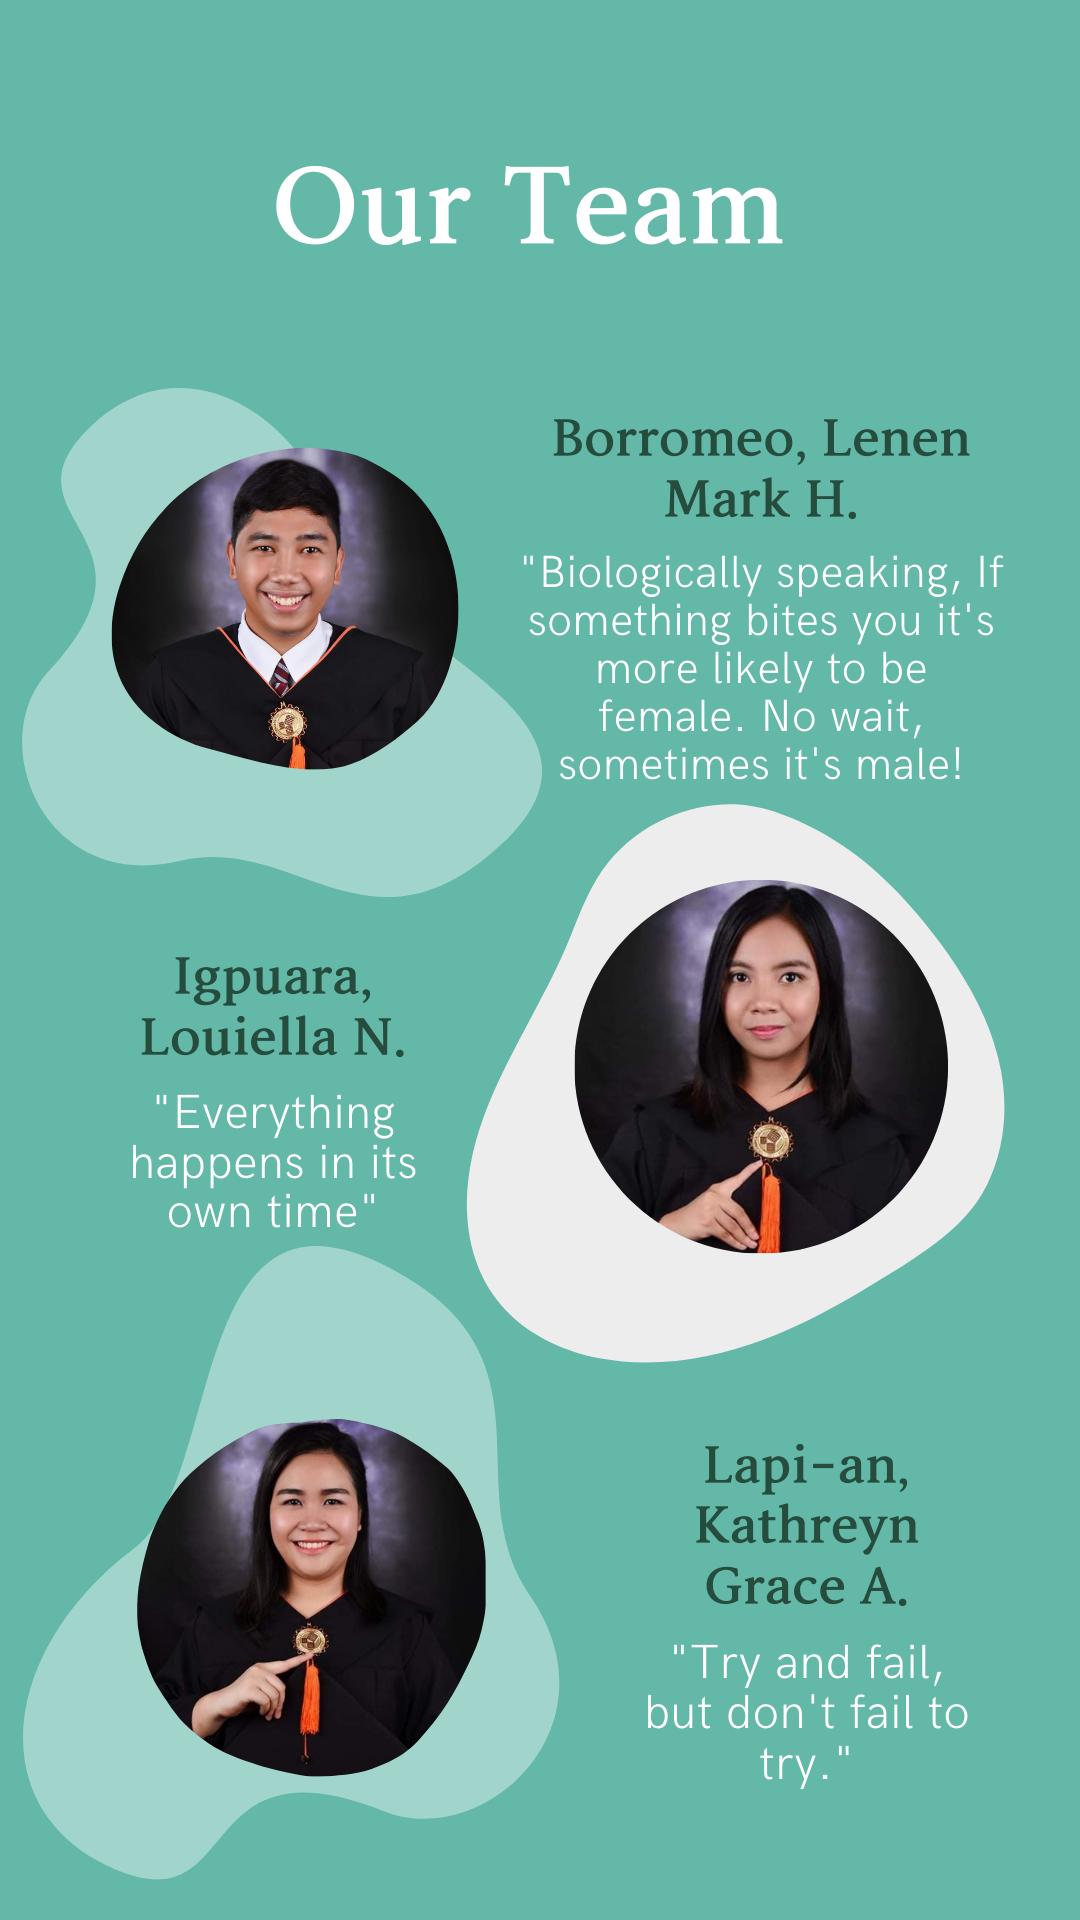 Our Team
Borromeo, Lenen
Mark H.
"Biologically speaking, If
something bites you it's
more likely to be
female. No wait,
sometimes it's male!
Igpuara,
Louiella N.
"Everything
happens in its
own time"
Lapi-an,
Kathreyn
Grace A.
"Try and fail,
but don't fail to
try."